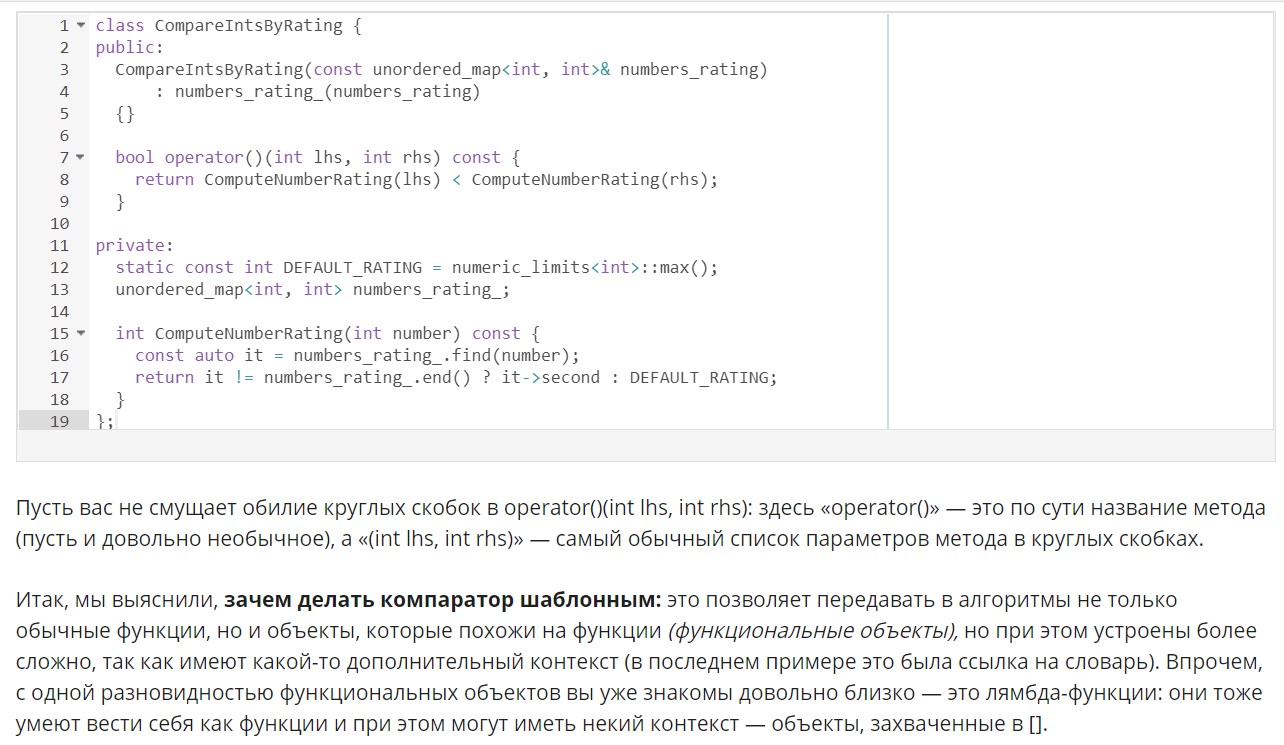 1 class CompareIntsByRating {
2 public:
3   CompareIntsByRating(const unordered_map<int, int>& numbers_rating)
4       : numbers_rating_(numbers_rating)
5   {}
6
7   bool operator()(int lhs, int rhs) const {
8     return ComputeNumberRating(lhs) < ComputeNumberRating(rhs);
9   }
10
11 private:
12   static const int DEFAULT_RATING = numeric_limits<int>::max();
13   unordered_map<int, int> numbers_rating_;
14
15   int ComputeNumberRating(int number) const {
16     const auto it = numbers_rating_.find(number);
17     return it != numbers_rating_.end() ? it->second : DEFAULT_RATING;
18   }
19 };
Пусть вас не смущает обилие круглых скобок в operator()(int lhs, int rhs): здесь «operator()» — это по сути название метода
(пусть и довольно необычное), а «(int lhs, int rhs)» — самый обычный список параметров метода в круглых скобках.
Итак, мы выяснили, зачем делать компаратор шаблонным: это позволяет передавать в алгоритмы не только
обычные функции, но и объекты, которые похожи на функции (функциональные объекты), но при этом устроены более
сложно, так как имеют какой-то дополнительный контекст (в последнем примере это была ссылка на словарь). Впрочем,
с одной разновидностью функциональных объектов вы уже знакомы довольно близко — это лямбда-функции: они тоже
умеют вести себя как функции и при этом могут иметь некий контекст — объекты, захваченные в [].